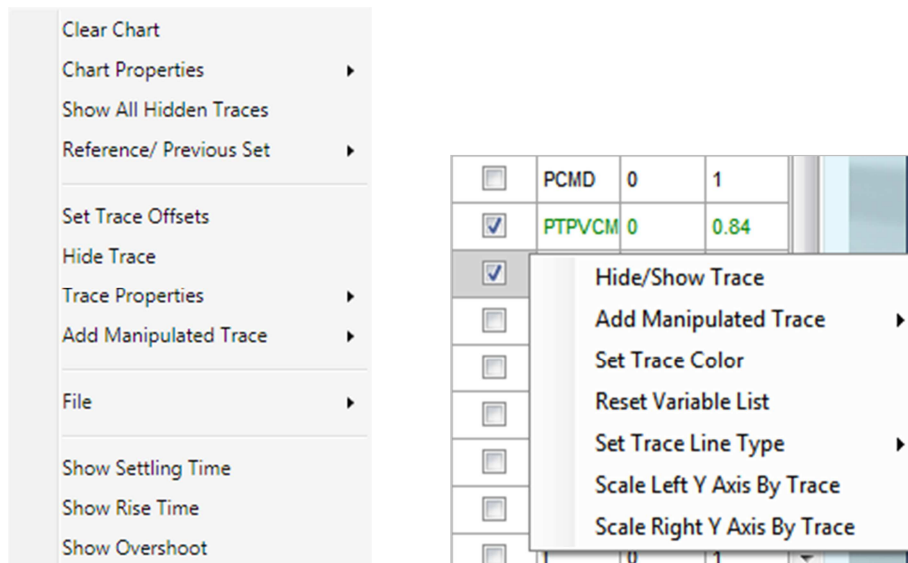 Clear Chart
Chart Properties
Show All Hidden Traces
Reference/ Previous Set
Set Trace Offsets
Hide Trace
Trace Properties
Add Manipulated Trace
File
Show Settling Time
Show Rise Time
Show Overshoot
PCMD 0 1
PTPVCM 0 0.84
Hide/Show Trace
Add Manipulated Trace
Set Trace Color
Reset Variable List
Set Trace Line Type
Scale Left Y Axis By Trace
Scale Right Y Axis By Trace
0 1